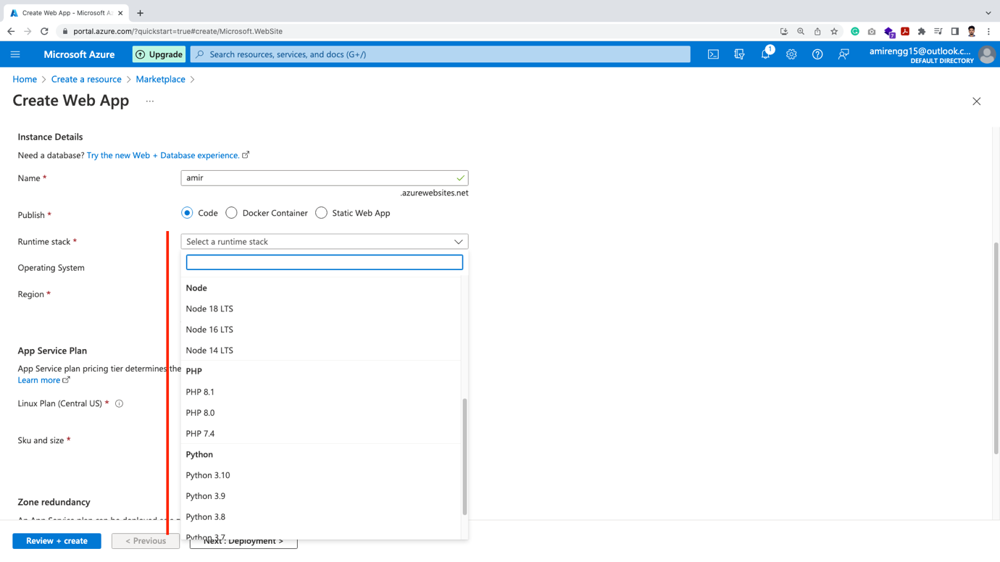 Create Web App - Microsoft Az
portal.azure.com/?quickstart=true#create/Microsoft.WebSite
7
Microsoft Azure
Upgrade
Search resources, services, and docs (G+/)
1
amirengg15@outlook.c...
DEFAULT DIRECTORY
Home > Create a resource > Marketplace >
Create Web App ...
Instance Details
Need a database? Try the new Web + Database experience.
Name *
amir
.azurewebsites.net
Publish *
Code
Docker Container
Static Web App
Runtime stack *
Select a runtime stack
Operating System
Region *
Node
Node 18 LTS
Node 16 LTS
Node 14 LTS
PHP
PHP 8.1
PHP 8.0
PHP 7.4
Python
Python 3.10
Python 3.9
Python 3.8
Python 3.7
App Service Plan
App Service plan pricing tier determines the
Learn more
Linux Plan (Central US) *
Sku and size *
Zone redundancy
An App Service plan can be deployed as a
Review + create
< Previous
Next : Deployment >